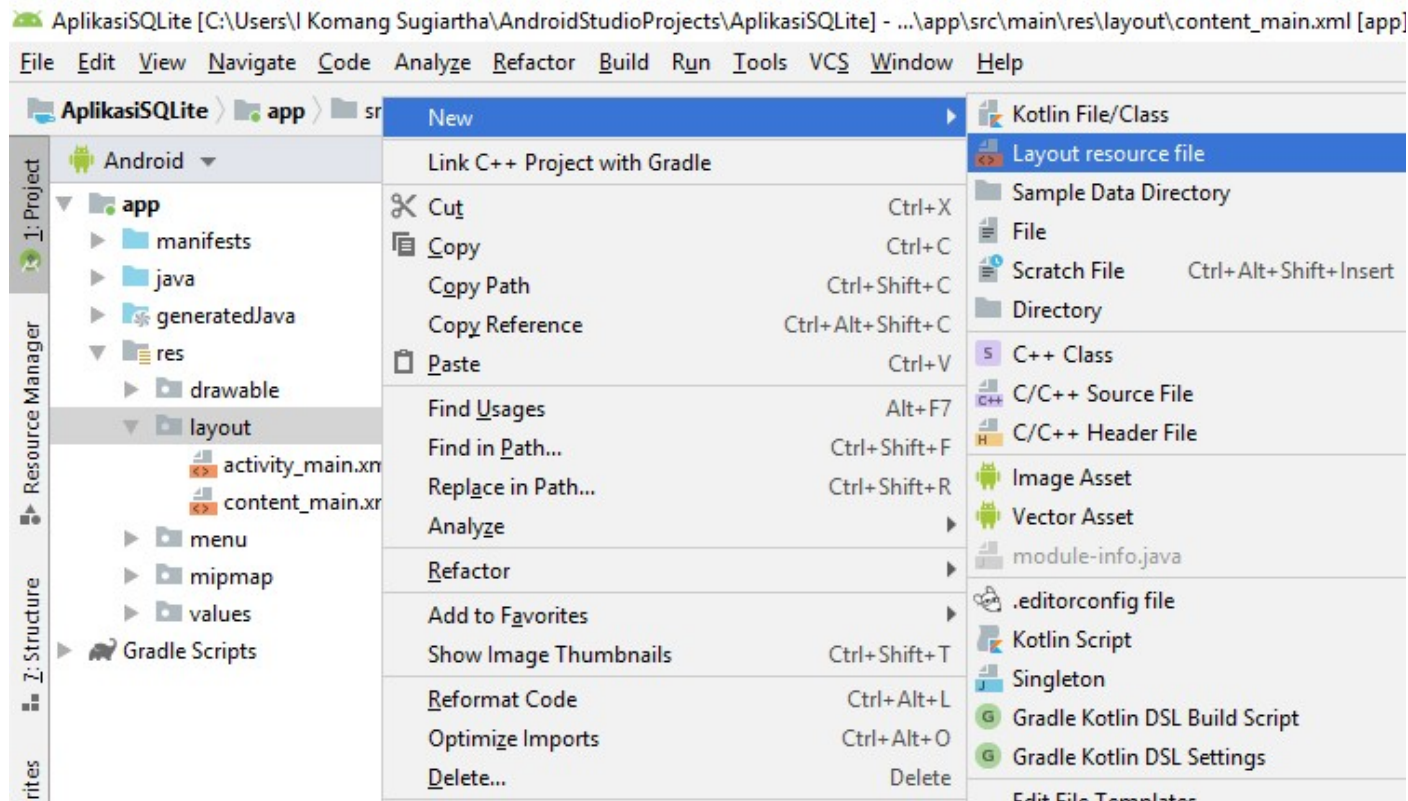 AplikasiSQLite [C:\Users\I Komang Sugiartha\AndroidStudioProjects\AplikasiSQLite] - ...\app\src\main\res\layout\content_main.xml [app]
File Edit View Navigate Code Analyze Refactor Build Run Tools VCS Window Help
AplikasiSQLite app sr
1: Project
Resource Manager
7: Structure
rites
Android
app
manifests
java
generatedJava
res
drawable
layout
activity_main.xm
content_main.xr
menu
mipmap
values
Gradle Scripts
New
Link C++ Project with Gradle
Cut Ctrl+X
Copy Ctrl+C
Copy Path Ctrl+Shift+C
Copy Reference Ctrl+Alt+Shift+C
Paste Ctrl+V
Find Usages Alt+F7
Find in Path... Ctrl+Shift+F
Replace in Path... Ctrl+Shift+R
Analyze
Refactor
Add to Favorites
Show Image Thumbnails Ctrl+Shift+T
Reformat Code Ctrl+Alt+L
Optimize Imports Ctrl+Alt+O
Delete... Delete
Kotlin File/Class
Layout resource file
Sample Data Directory
File
Scratch File Ctrl+Alt+Shift+Insert
Directory
S C++ Class
C++ C/C++ Source File
H C/C++ Header File
Image Asset
Vector Asset
module-info.java
.editorconfig file
Kotlin Script
J Singleton
G Gradle Kotlin DSL Build Script
G Gradle Kotlin DSL Settings
Edit File Templates